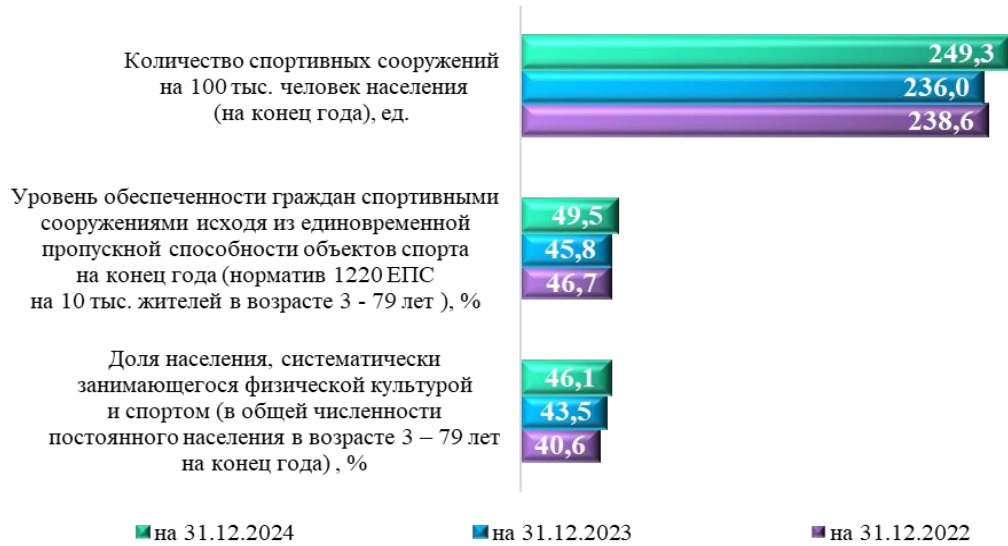 Количество спортивных сооружений
на 100 тыс. человек населения
(на конец года), ед.
249,3
236,0
238,6
Уровень обеспеченности граждан спортивными
сооружениями исходя из единовременной
пропускной способности объектов спорта
на конец года (норматив 1220 ЕПС
на 10 тыс. жителей в возрасте 3 - 79 лет ), %
49,5
45,8
46,7
Доля населения, систематически
занимающегося физической культурой
и спортом (в общей численности
постоянного населения в возрасте 3 – 79 лет
на конец года) , %
46,1
43,5
40,6
на 31.12.2024 на 31.12.2023 на 31.12.2022